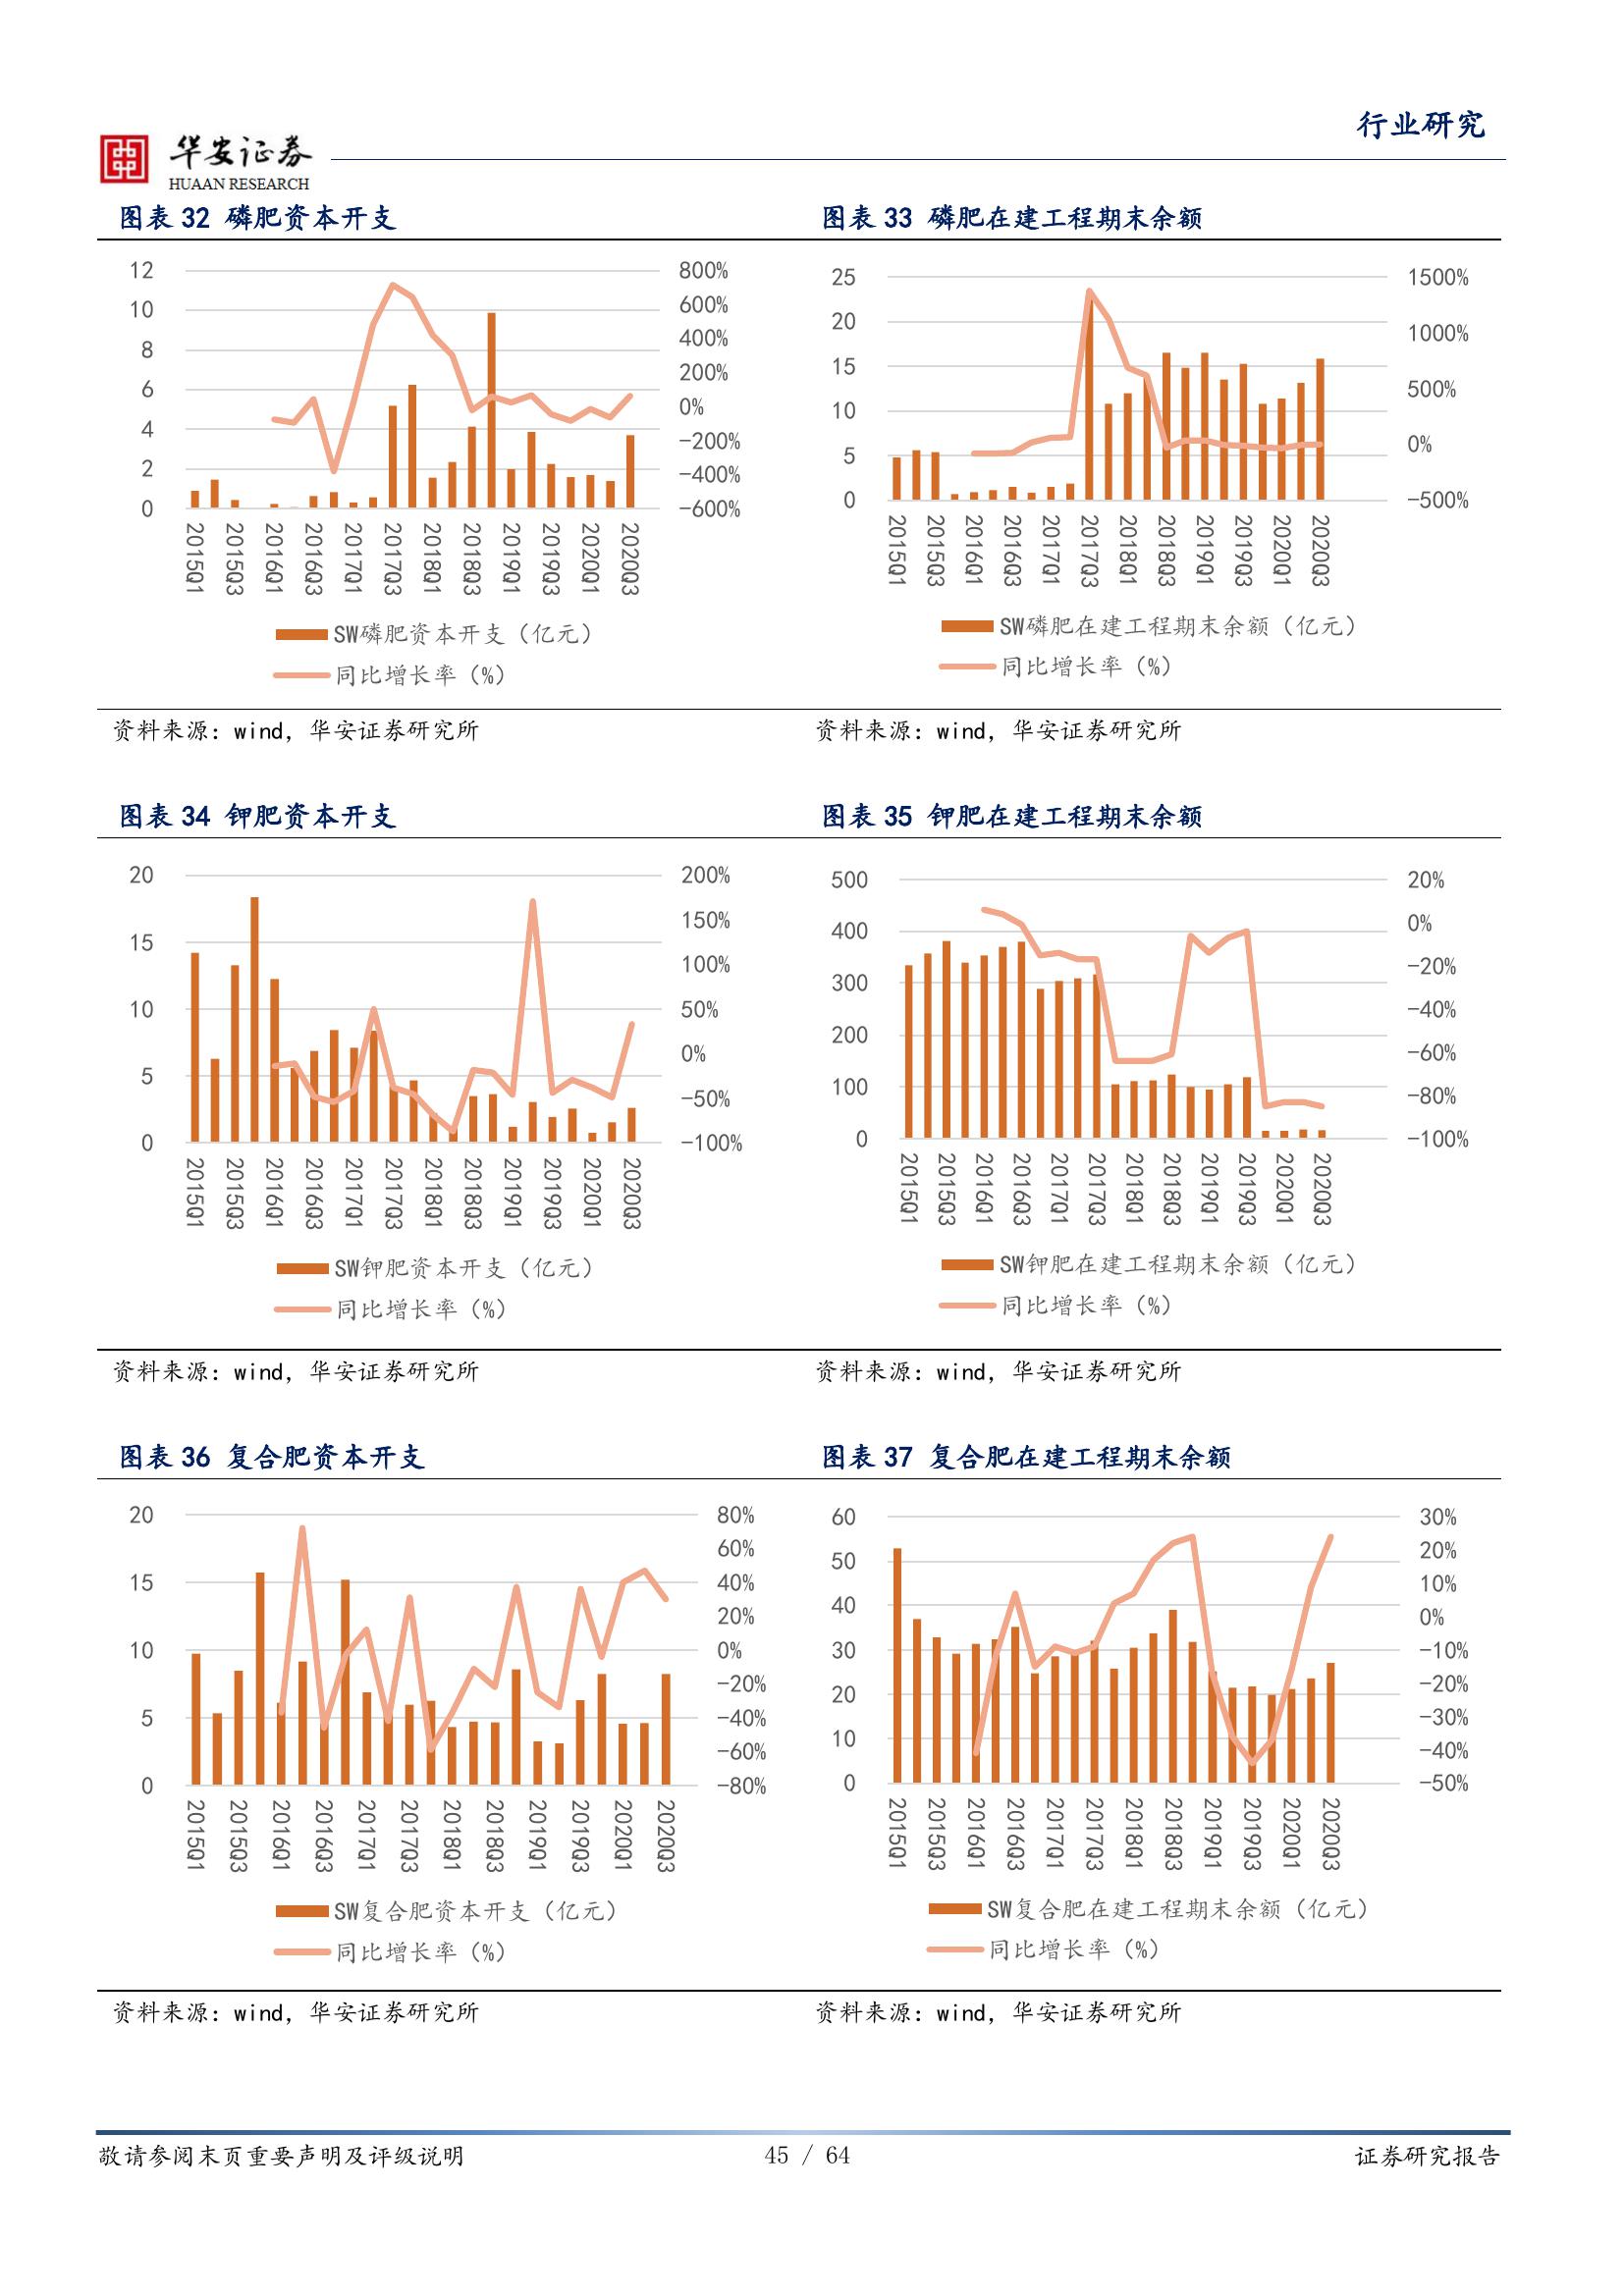 行业研究
华安证券
HUAAN RESEARCH
图表 32 磷肥资本开支
12
10
8
6
4
2
0
800%
600%
400%
200%
0%
-200%
-400%
-600%
2015Q1
2015Q3
2016Q1
2016Q3
2017Q1
2017Q3
2018Q1
2018Q3
2019Q1
2019Q3
2020Q1
2020Q3
SW磷肥资本开支（亿元）
同比增长率（%）
资料来源：wind，华安证券研究所
图表 33 磷肥在建工程期末余额
25
20
15
10
5
0
1500%
1000%
500%
0%
-500%
2015Q1
2015Q3
2016Q1
2016Q3
2017Q1
2017Q3
2018Q1
2018Q3
2019Q1
2019Q3
2020Q1
2020Q3
SW磷肥在建工程期末余额（亿元）
同比增长率（%）
资料来源：wind，华安证券研究所
图表 34 钾肥资本开支
20
15
10
5
0
200%
150%
100%
50%
0%
-50%
-100%
2015Q1
2015Q3
2016Q1
2016Q3
2017Q1
2017Q3
2018Q1
2018Q3
2019Q1
2019Q3
2020Q1
2020Q3
SW钾肥资本开支（亿元）
同比增长率（%）
资料来源：wind，华安证券研究所
图表 35 钾肥在建工程期末余额
500
400
300
200
100
0
20%
0%
-20%
-40%
-60%
-80%
-100%
2015Q1
2015Q3
2016Q1
2016Q3
2017Q1
2017Q3
2018Q1
2018Q3
2019Q1
2019Q3
2020Q1
2020Q3
SW钾肥在建工程期末余额（亿元）
同比增长率（%）
资料来源：wind，华安证券研究所
图表 36 复合肥资本开支
20
15
10
5
0
80%
60%
40%
20%
0%
-20%
-40%
-60%
-80%
2015Q1
2015Q3
2016Q1
2016Q3
2017Q1
2017Q3
2018Q1
2018Q3
2019Q1
2019Q3
2020Q1
2020Q3
SW复合肥资本开支（亿元）
同比增长率（%）
资料来源：wind，华安证券研究所
图表 37 复合肥在建工程期末余额
60
50
40
30
20
10
0
30%
20%
10%
0%
-10%
-20%
-30%
-40%
-50%
2015Q1
2015Q3
2016Q1
2016Q3
2017Q1
2017Q3
2018Q1
2018Q3
2019Q1
2019Q3
2020Q1
2020Q3
SW复合肥在建工程期末余额（亿元）
同比增长率（%）
资料来源：wind，华安证券研究所
敬请参阅末页重要声明及评级说明
45 / 64
证券研究报告